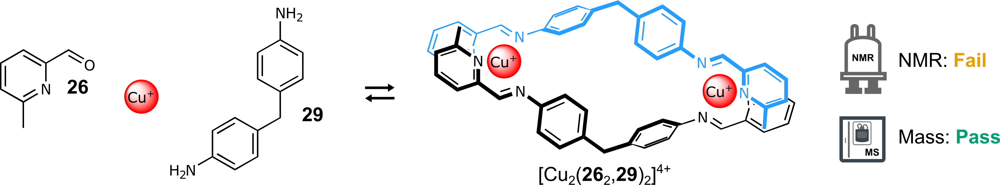 NH₂
O
N
26
Cu⁺
29
H₂N
N
N
Cu⁺
N
N
N
Cu⁺
N
N
[Cu₂(26₂,29)₂]⁴⁺
NMR
NMR: Fail
MS
Mass: Pass